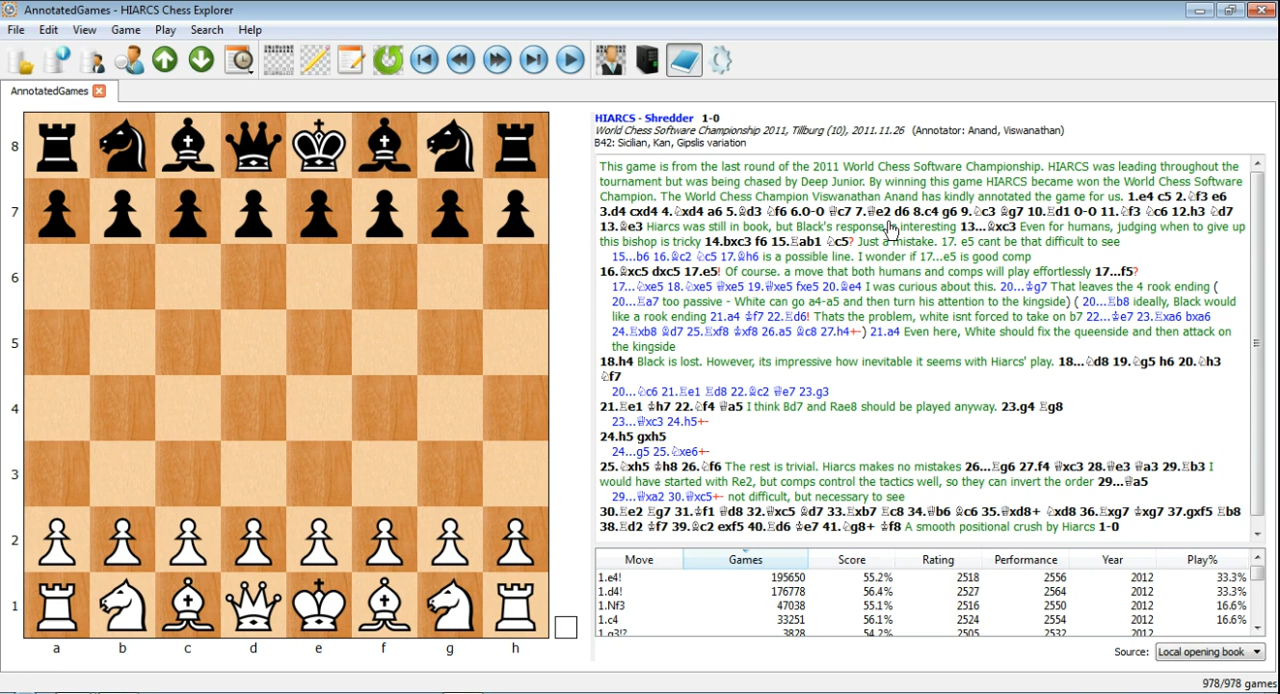 AnnotatedGames - HIARCS Chess Explorer
File Edit View Game Play Search Help
AnnotatedGames
HIARCS - Shredder 1-0
World Chess Software Championship 2011, Tillburg (10), 2011.11.26 (Annotator: Anand, Viswanathan)
B42: Sicilian, Kan, Gipslis variation
This game is from the last round of the 2011 World Chess Software Championship. HIARCS was leading throughout the
tournament but was being chased by Deep Junior. By winning this game HIARCS became won the World Chess Software
Champion. The World Chess Champion Viswanathan Anand has kindly annotated the game for us. 1.e4 c5 2.♘f3 e6
3.d4 cxd4 4.♘xd4 a6 5.♗d3 ♘f6 6.0-0 ♕c7 7.♕e2 d6 8.c4 g6 9.♘c3 ♗g7 10.♖d1 0-0 11.♘f3 ♘c6 12.h3 ♘d7
13.♗e3 Hiarcs was still in book, but Black's response interesting 13...♗xc3 Even for humans, judging when to give up
this bishop is tricky 14.bxc3 f6 15.♖ab1 ♘c5? Just a mistake. 17. e5 cant be that difficult to see
15...b6 16.♗c2 ♘c5 17.♗h6 is a possible line. I wonder if 17...e5 is good comp
16.♗xc5 dxc5 17.e5! Of course. a move that both humans and comps will play effortlessly 17...f5?
17...♘xe5 18.♘xe5 ♕xe5 19.♕xe5 fxe5 20.♗e4 I was curious about this. 20...♔g7 That leaves the 4 rook ending (
20...♖a7 too passive - White can go a4-a5 and then turn his attention to the kingside) ( 20...♖b8 ideally, Black would
like a rook ending 21.a4 ♔f7 22.♖d6! Thats the problem, white isnt forced to take on b7 22...♔e7 23.♖xa6 bxa6
24.♖xb8 ♗d7 25.♖xf8 ♔xf8 26.a5 ♗c8 27.h4+-) 21.a4 Even here, White should fix the queenside and then attack on
the kingside
18.h4 Black is lost. However, its impressive how inevitable it seems with Hiarcs' play. 18...♘d8 19.♘g5 h6 20.♘h3
♘f7
20...♘c6 21.♖e1 ♖d8 22.♗c2 ♕e7 23.g3
21.♖e1 ♔h7 22.♘f4 ♕a5 I think Bd7 and Rae8 should be played anyway. 23.g4 ♖g8
23...♕xc3 24.h5+-
24.h5 gxh5
24...g5 25.♘xe6+-
25.♘xh5 ♔h8 26.♘f6 The rest is trivial. Hiarcs makes no mistakes 26...♖g6 27.f4 ♕xc3 28.♕e3 ♕a3 29.♖b3 I
would have started with Re2, but comps control the tactics well, so they can invert the order 29...♕a5
29...♕xa2 30.♕xc5+- not difficult, but necessary to see
30.♖e2 ♖g7 31.♔f1 ♕d8 32.♕xc5 ♗d7 33.♖xb7 ♖c8 34.♕b6 ♗c6 35.♕xd8+ ♘xd8 36.♖xg7 ♔xg7 37.gxf5 ♖b8
38.♖d2 ♔f7 39.♗c2 exf5 40.♖d6 ♔e7 41.♘g8+ ♔f8 A smooth positional crush by Hiarcs 1-0
Move Games Score Rating Performance Year Play%
1.e4! 195650 55.2% 2518 2556 2012 33.3%
1.d4! 176778 56.4% 2527 2564 2012 33.3%
1.Nf3 47038 55.1% 2516 2550 2012 16.6%
1.c4 33251 56.1% 2524 2554 2012 16.6%
1.g3!? 3828 54.2% 2505 2532 2012
8
7
6
5
4
3
2
1
a b c d e f g h
Source: Local opening book
978/978 games